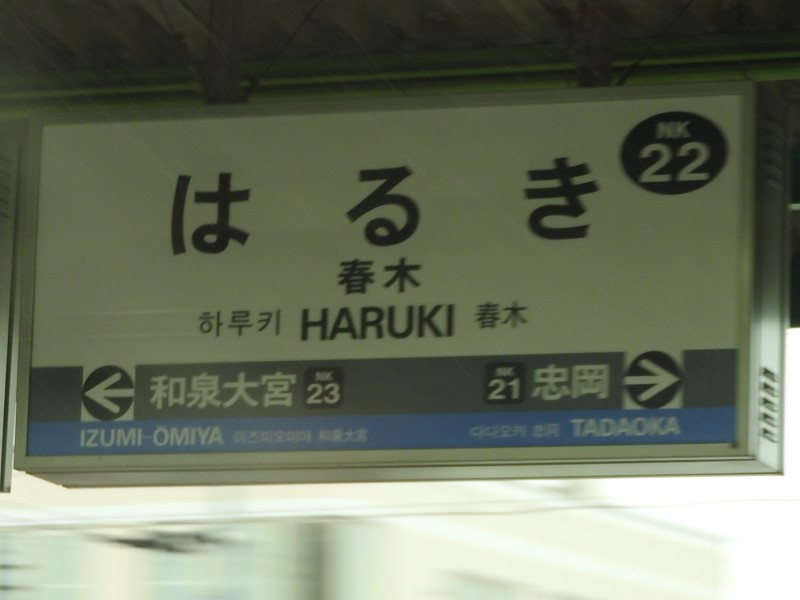 NK
22
はるき
春木
하루키 HARUKI 春木
← 和泉大宮 NK 23 NK 21 忠岡 →
IZUMI-ŌMIYA 이즈미오미야 和泉大宮 다다오카 忠冈 TADAOKA